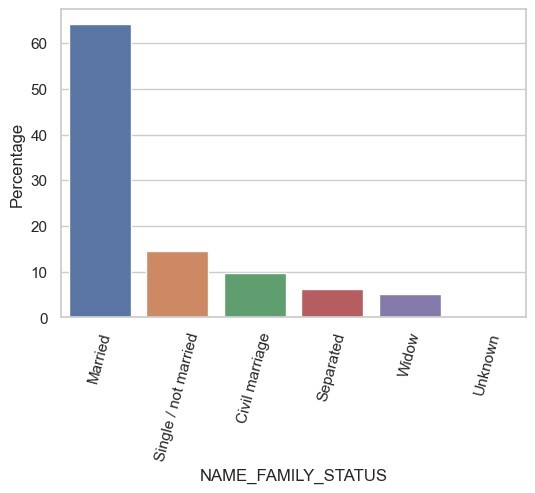 60
50
40
30
20
10
0
Percentage
Married
Single / not married
Civil marriage
Separated
Widow
Unknown
NAME_FAMILY_STATUS